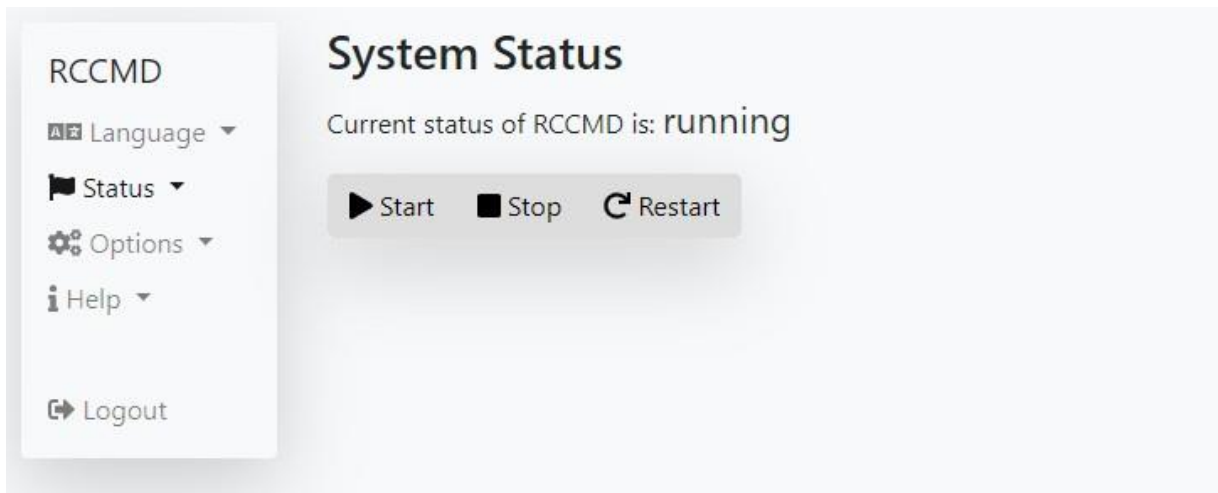 RCCMD
Language
Status
Options
Help
Logout
System Status
Current status of RCCMD is: running
Start Stop Restart